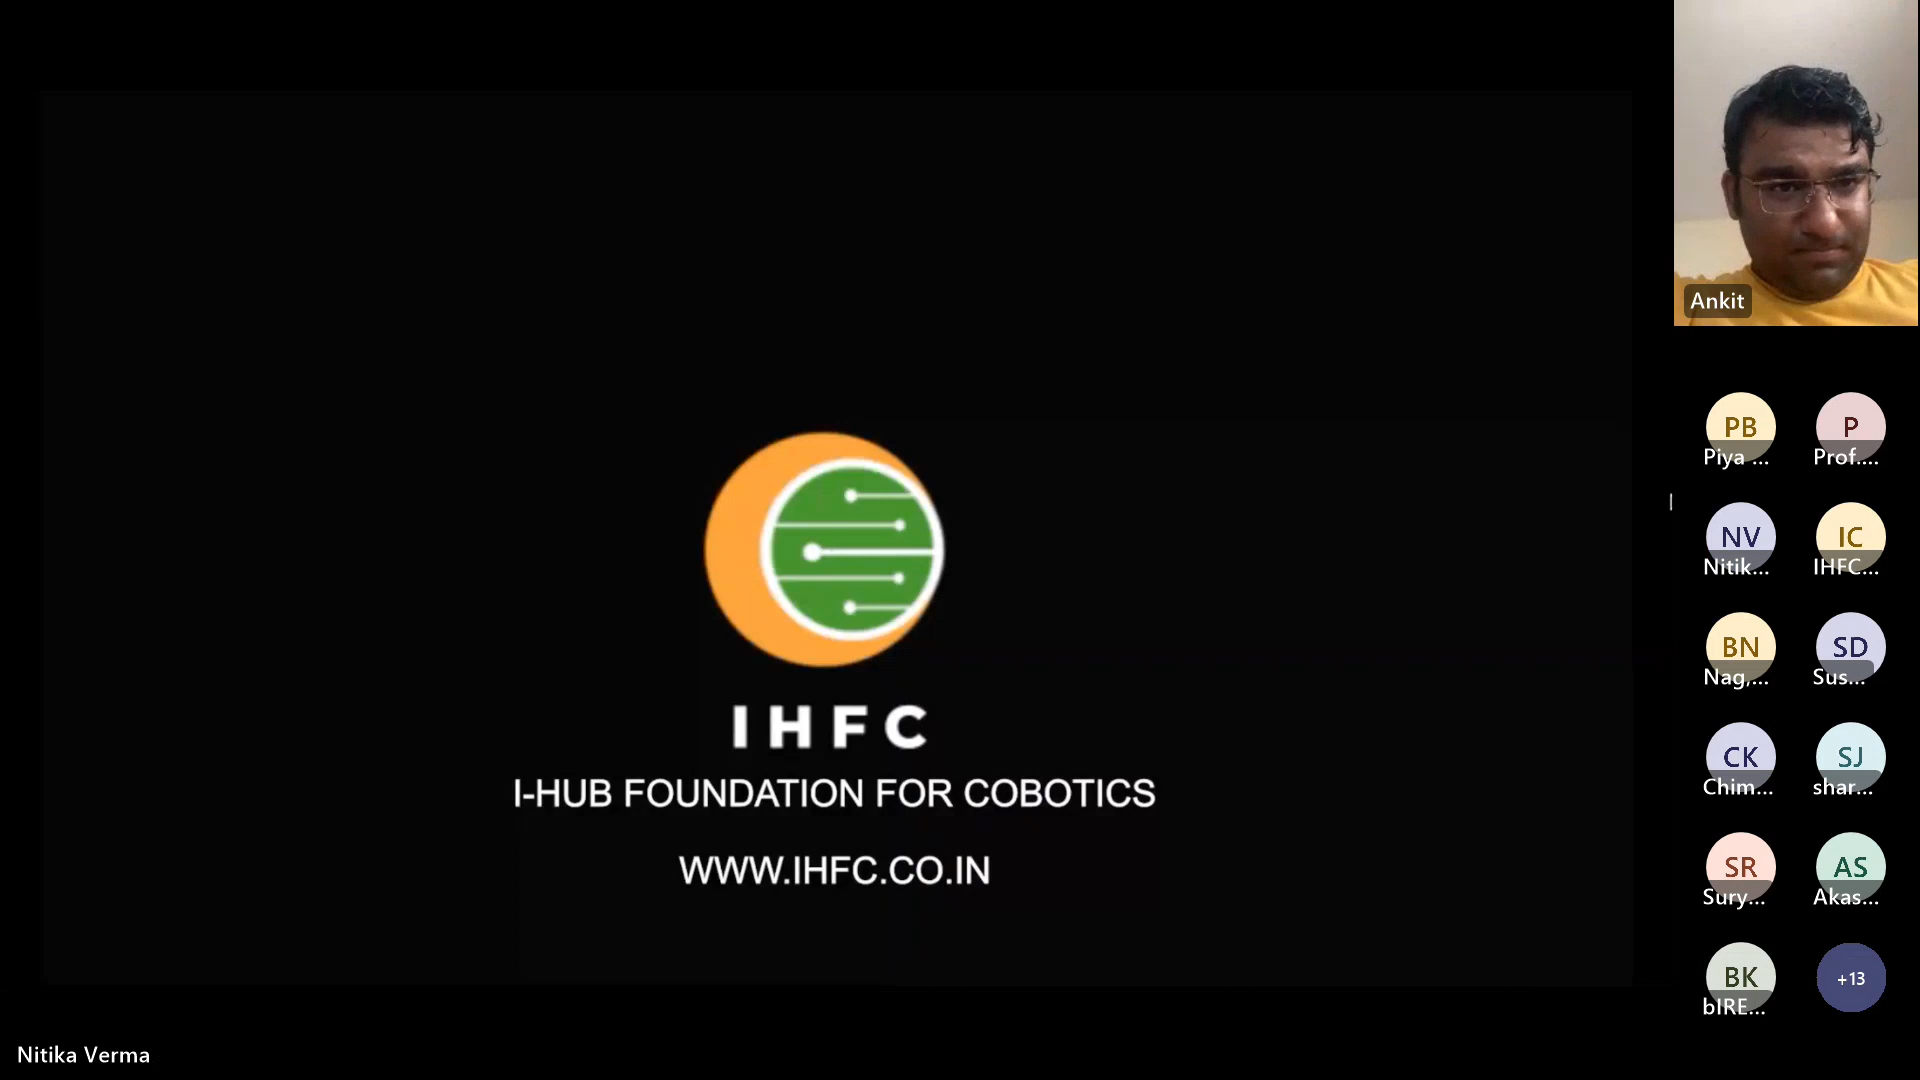 IHFC
I-HUB FOUNDATION FOR COBOTICS
WWW.IHFC.CO.IN
Ankit
PB
Piya ...
P
Prof....
NV
Nitik...
IC
IHFC...
BN
Nag,...
SD
Sus...
CK
Chim...
SJ
shar...
SR
Sury...
AS
Akas...
BK
bIRE...
+13
Nitika Verma